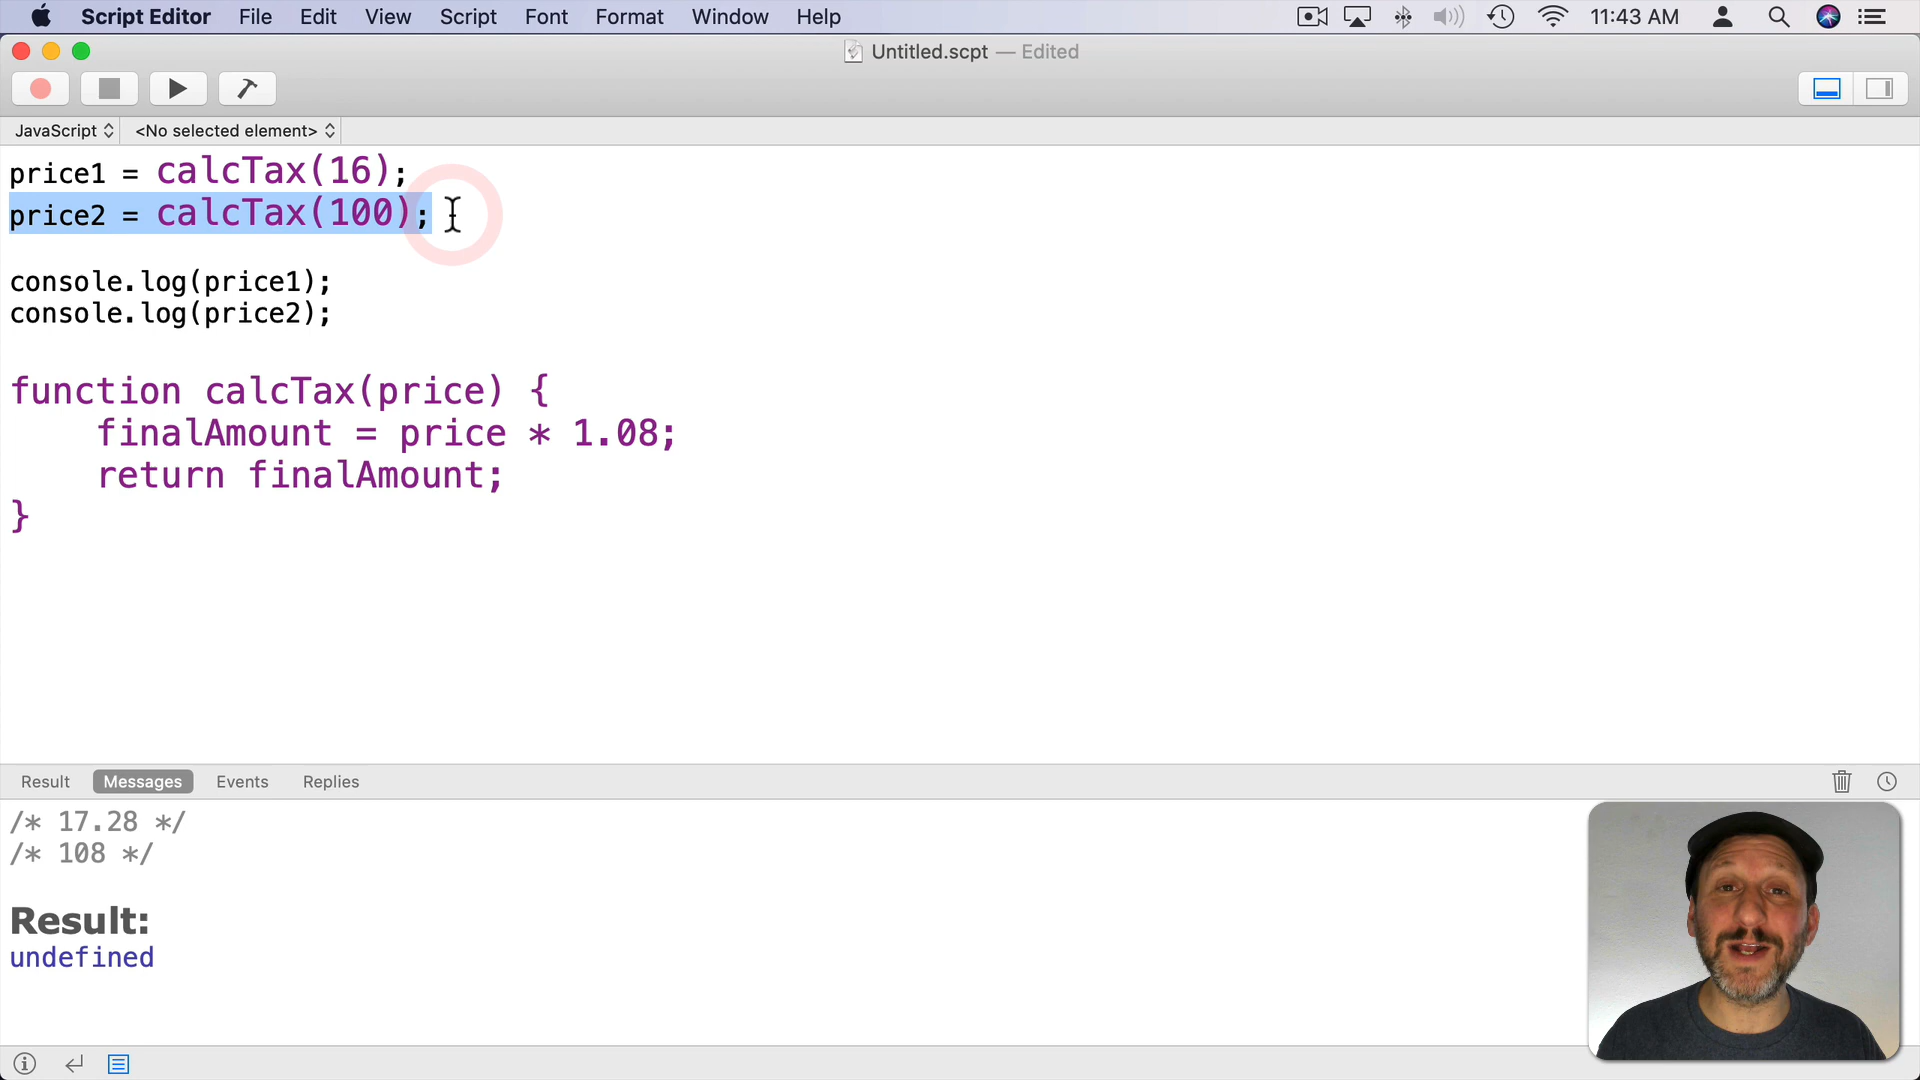 Script Editor File Edit View Script Font Format Window Help 11:43 AM
Untitled.scpt — Edited
JavaScript <No selected element>
price1 = calcTax(16);
price2 = calcTax(100);
console.log(price1);
console.log(price2);
function calcTax(price) {
finalAmount = price * 1.08;
return finalAmount;
}
Result Messages Events Replies
/* 17.28 */
/* 108 */
Result:
undefined